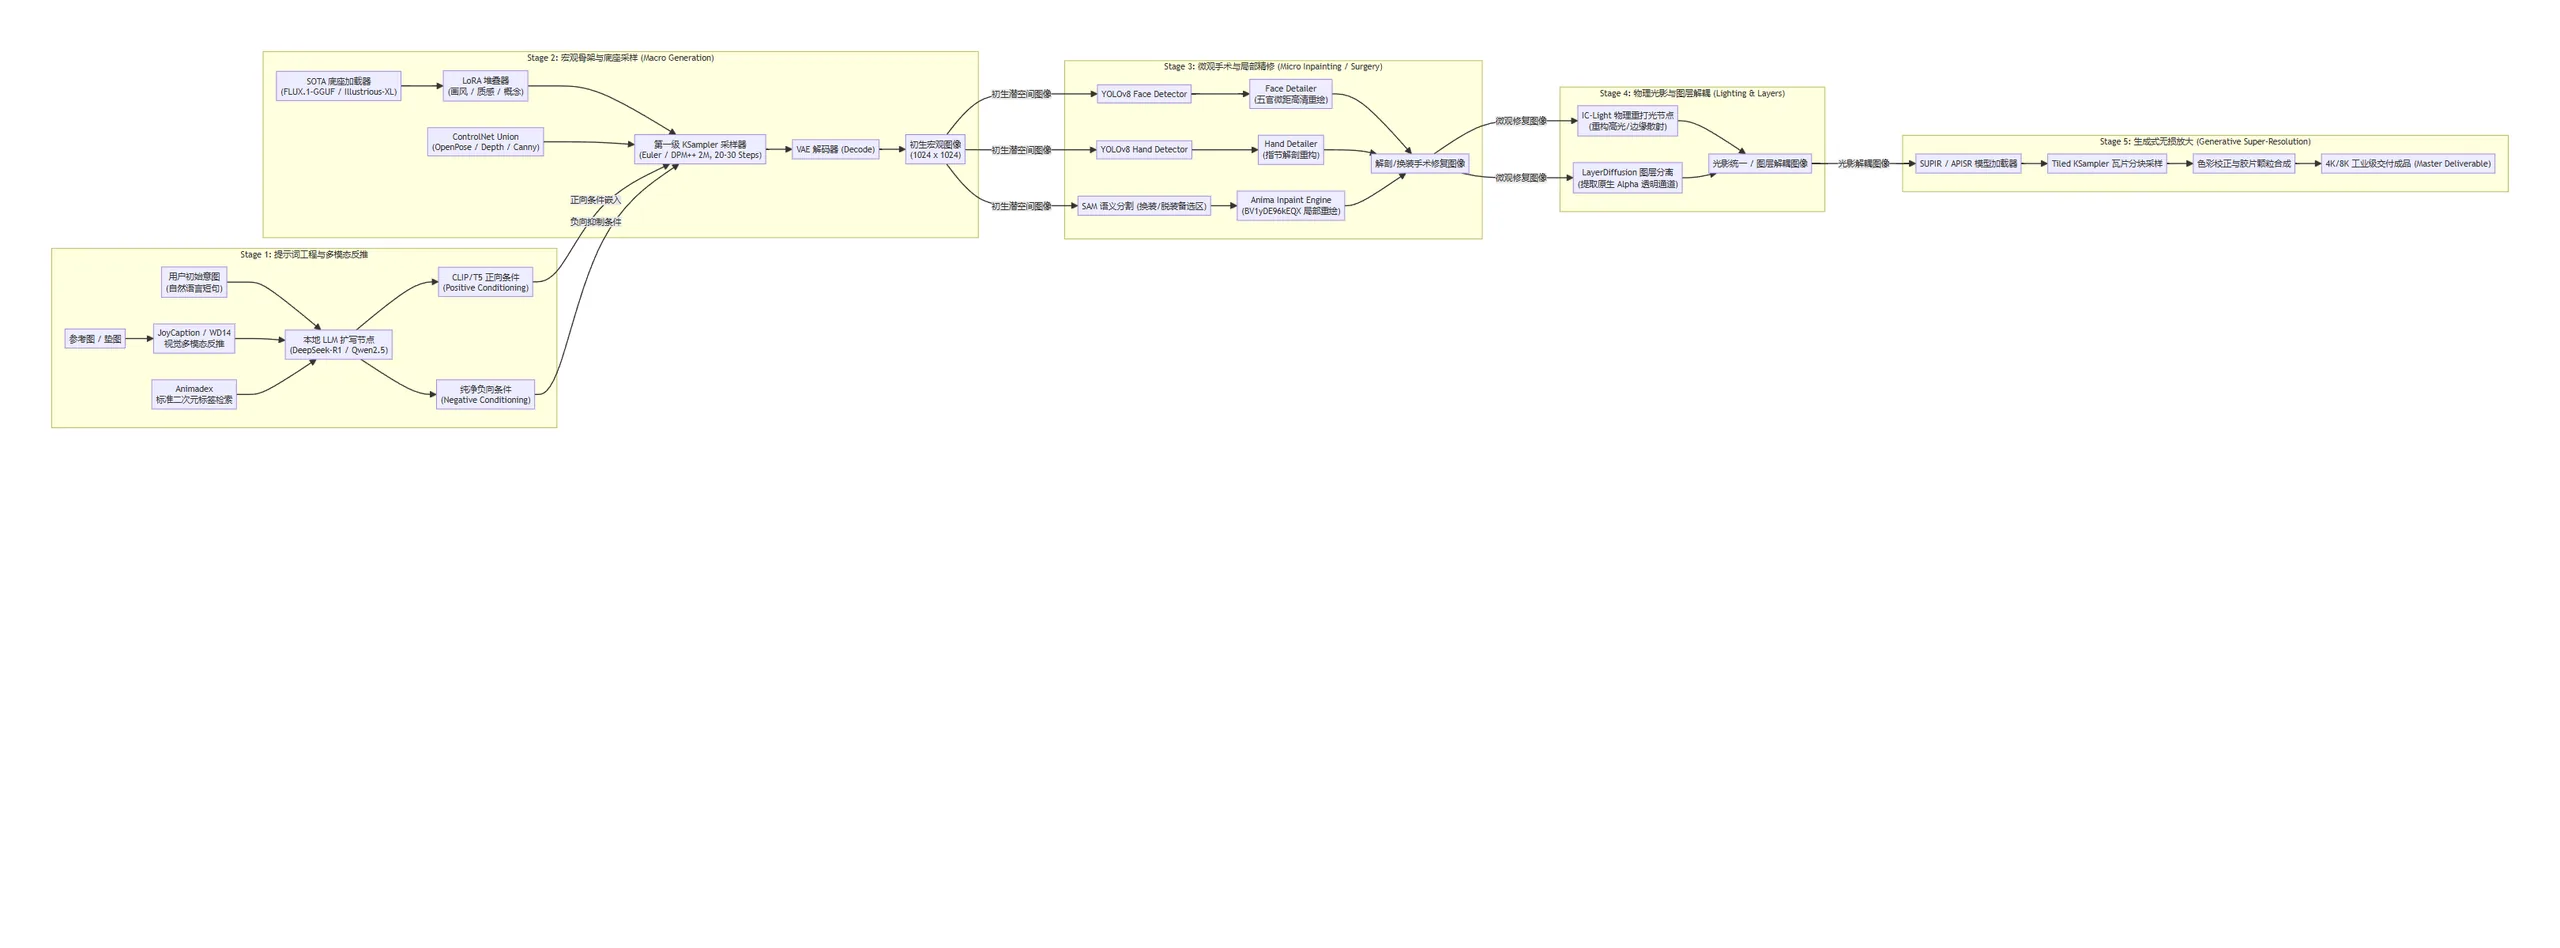 Stage 2: 宏观骨架与底座采样 (Macro Generation)
SOTA 底座加载器
(FLUX.1-GGUF / Illustrious-XL)
LoRA 堆叠器
(画风 / 质感 / 概念)
ControlNet Union
(OpenPose / Depth / Canny)
第一级 KSampler 采样器
(Euler / DPM++ 2M, 20-30 Steps)
VAE 解码器 (Decode)
初生宏观图像
(1024 x 1024)
正向条件嵌入
负向抑制条件
Stage 1: 提示词工程与多模态反推
用户初始意图
(自然语言短句)
参考图 / 垫图
JoyCaption / WD14
视觉多模态反推
Animadex
标准二次元标签检索
本地 LLM 扩写节点
(DeepSeek-R1 / Qwen2.5)
CLIP/T5 正向条件
(Positive Conditioning)
纯净负向条件
(Negative Conditioning)
初生潜空间图像
初生潜空间图像
初生潜空间图像
Stage 3: 微观手术与局部精修 (Micro Inpainting / Surgery)
YOLOv8 Face Detector
Face Detailer
(五官微距高清重绘)
YOLOv8 Hand Detector
Hand Detailer
(指节解剖重构)
SAM 语义分割 (换装/脱装备选区)
Anima Inpaint Engine
(BV1yDE96kEQX 局部重绘)
解剖/换装手术修复图像
微观修复图像
微观修复图像
Stage 4: 物理光影与图层解耦 (Lighting & Layers)
IC-Light 物理重打光节点
(重构高光/边缘散射)
LayerDiffusion 图层分离
(提取原生 Alpha 透明通道)
光影统一 / 图层解耦图像
光影解耦图像
Stage 5: 生成式无损放大 (Generative Super-Resolution)
SUPIR / APISR 模型加载器
Tiled KSampler 瓦片分块采样
色彩校正与胶片颗粒合成
4K/8K 工业级交付成品 (Master Deliverable)